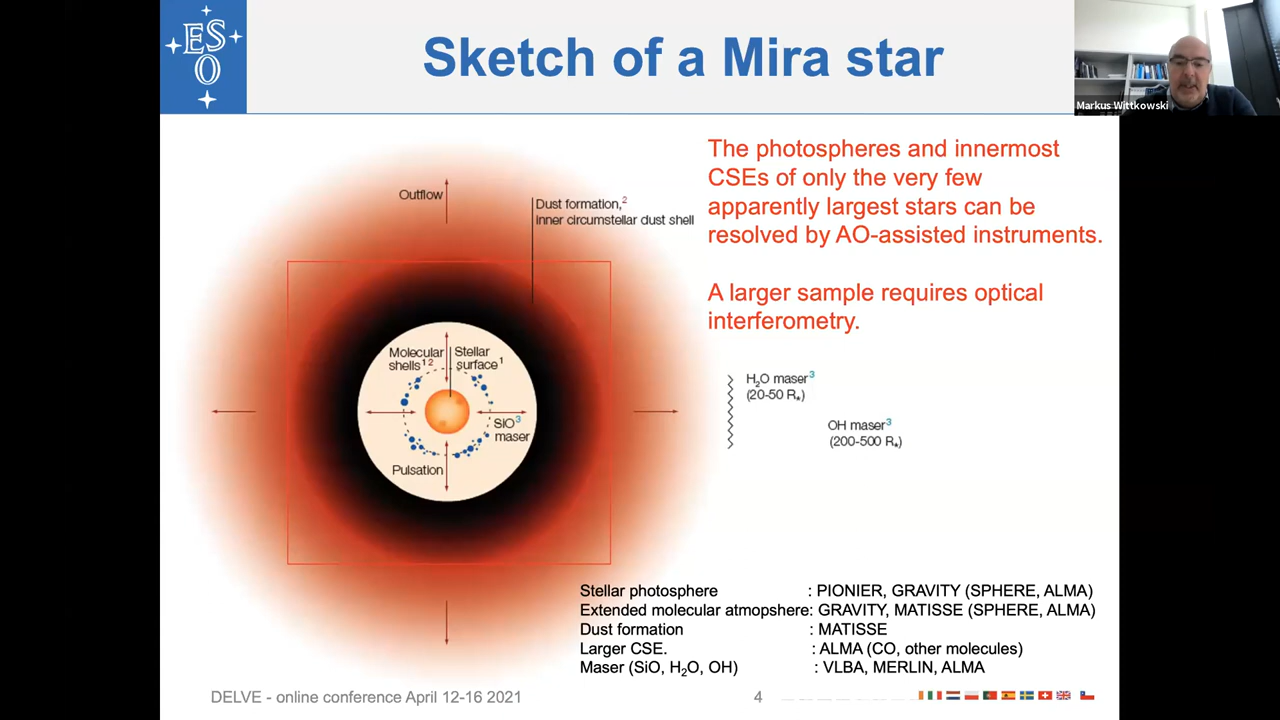 ESO
Sketch of a Mira star
Markus Wittkowski
The photospheres and innermost
CSEs of only the very few
apparently largest stars can be
resolved by AO-assisted instruments.
A larger sample requires optical
interferometry.
Outflow
Dust formation,²
Inner circumstellar dust shell
Molecular
shells¹²
Stellar
surface¹
SiO³
maser
Pulsation
H₂O maser³
(20-50 R*)
OH maser³
(200-500 R*)
Stellar photosphere : PIONIER, GRAVITY (SPHERE, ALMA)
Extended molecular atmopshere: GRAVITY, MATISSE (SPHERE, ALMA)
Dust formation : MATISSE
Larger CSE. : ALMA (CO, other molecules)
Maser (SiO, H₂O, OH) : VLBA, MERLIN, ALMA
DELVE - online conference April 12-16 2021
4